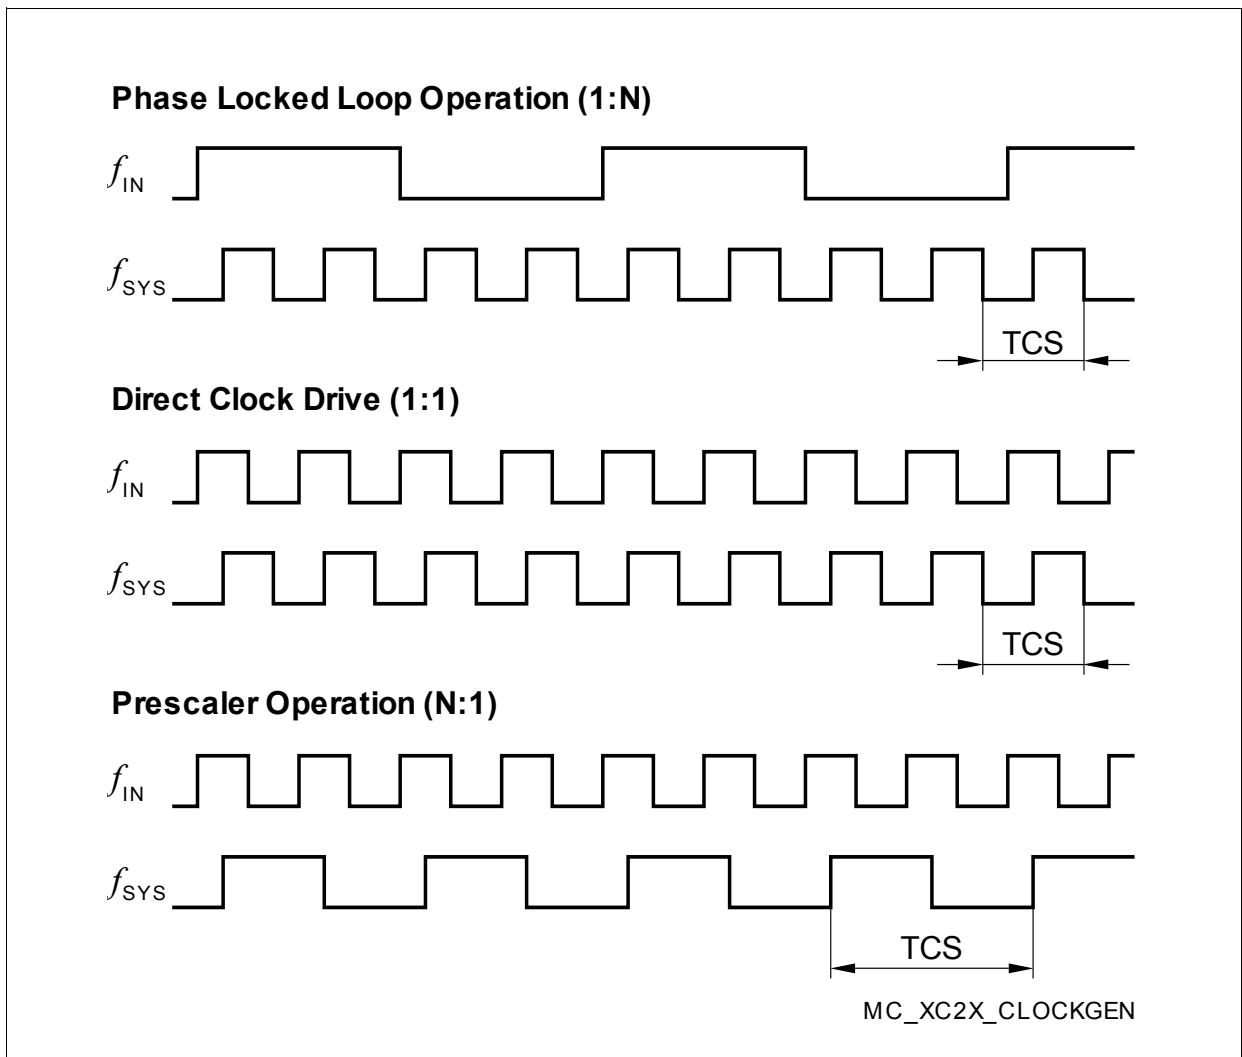 Phase Locked Loop Operation (1:N)
fIN
fSYS
TCS
Direct Clock Drive (1:1)
fIN
fSYS
TCS
Prescaler Operation (N:1)
fIN
fSYS
TCS
MC_XC2X_CLOCKGEN